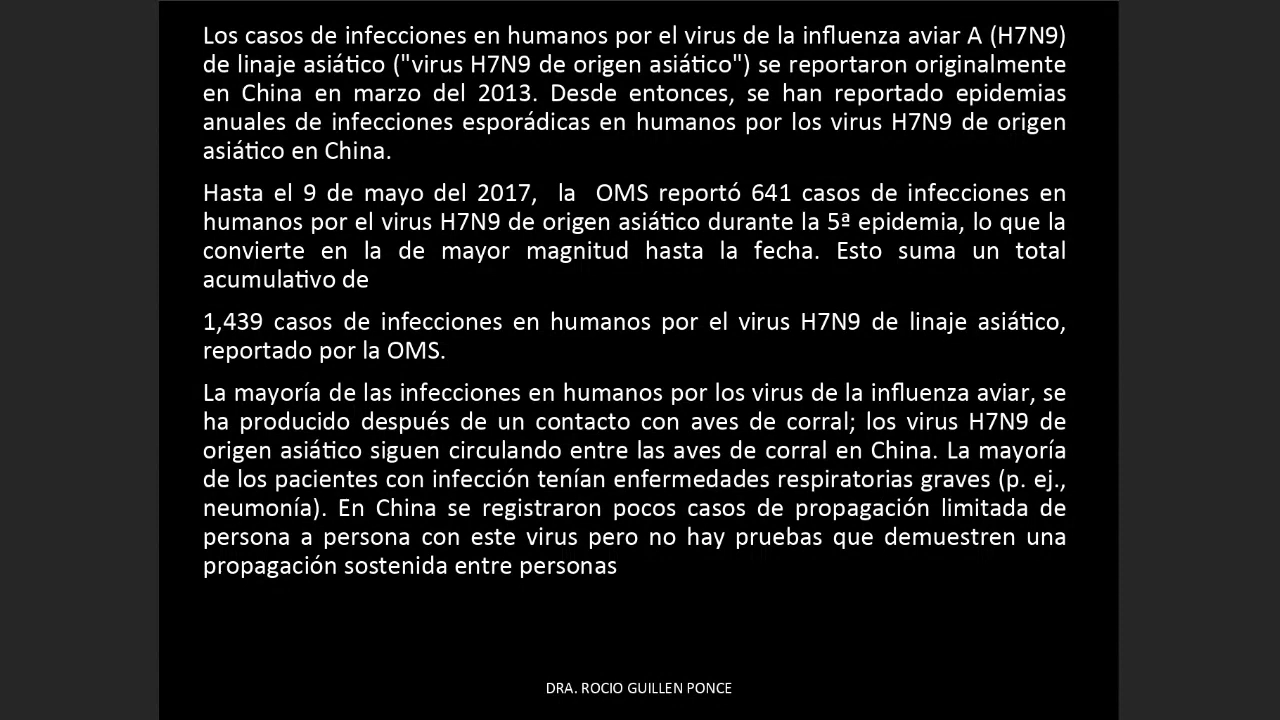 Los casos de infecciones en humanos por el virus de la influenza aviar A (H7N9)
de linaje asiático ("virus H7N9 de origen asiático") se reportaron originalmente
en China en marzo del 2013. Desde entonces, se han reportado epidemias
anuales de infecciones esporádicas en humanos por los virus H7N9 de origen
asiático en China.
Hasta el 9 de mayo del 2017, la OMS reportó 641 casos de infecciones en
humanos por el virus H7N9 de origen asiático durante la 5ª epidemia, lo que la
convierte en la de mayor magnitud hasta la fecha. Esto suma un total
acumulativo de
1,439 casos de infecciones en humanos por el virus H7N9 de linaje asiático,
reportado por la OMS.
La mayoría de las infecciones en humanos por los virus de la influenza aviar, se
ha producido después de un contacto con aves de corral; los virus H7N9 de
origen asiático siguen circulando entre las aves de corral en China. La mayoría
de los pacientes con infección tenían enfermedades respiratorias graves (p. ej.,
neumonía). En China se registraron pocos casos de propagación limitada de
persona a persona con este virus pero no hay pruebas que demuestren una
propagación sostenida entre personas
DRA. ROCIO GUILLEN PONCE